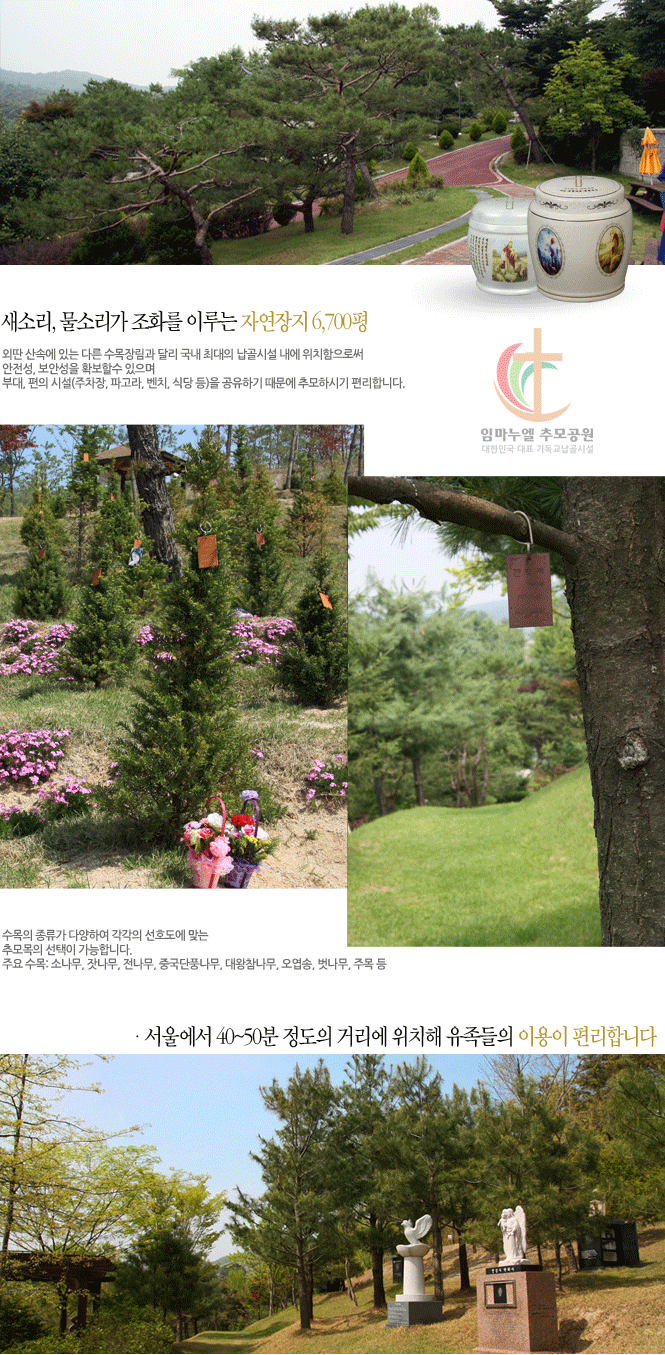 새소리, 물소리가 조화를 이루는 자연장지 6,700평
외딴 산속에 있는 다른 수목장림과 달리 국내 최대의 납골시설 내에 위치함으로써
안전성, 보안성을 확보할수 있으며
부대, 편의 시설(주차장, 파고라, 벤치, 식당 등)을 공유하기 때문에 추모하시기 편리합니다.
임마누엘 추모공원
대한민국 대표 기독교납골시설
수목의 종류가 다양하여 각각의 선호도에 맞는
추모목의 선택이 가능합니다.
주요 수목: 소나무, 잣나무, 전나무, 중국단풍나무, 대왕참나무, 오엽송, 벚나무, 주목 등
· 서울에서 40~50분 정도의 거리에 위치해 유족들의 이용이 편리합니다